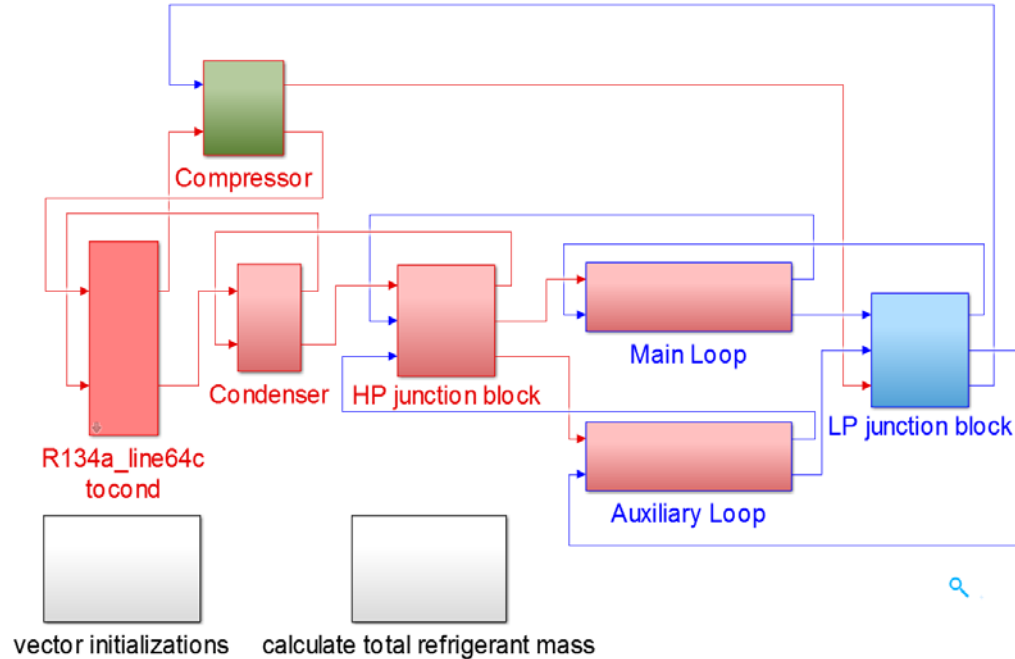 Compressor
Condenser
HP junction block
Main Loop
LP junction block
R134a_line64c
tocond
Auxiliary Loop
vector initializations
calculate total refrigerant mass